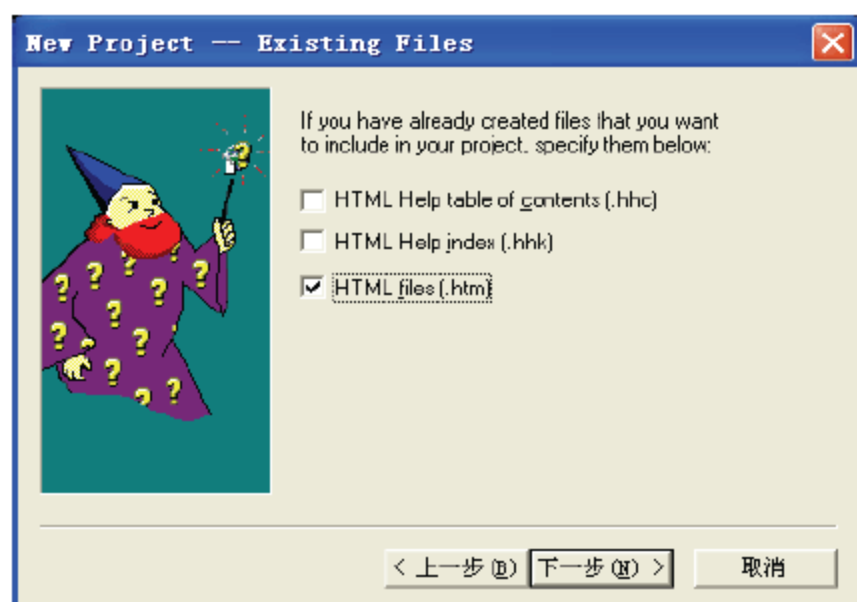 New Project -- Existing Files
If you have already created files that you want
to include in your project, specify them below:
HTML Help table of contents (.hhc)
HTML Help index (.hhk)
HTML files (.htm)
< 上一步(B) 下一步(N) > 取消